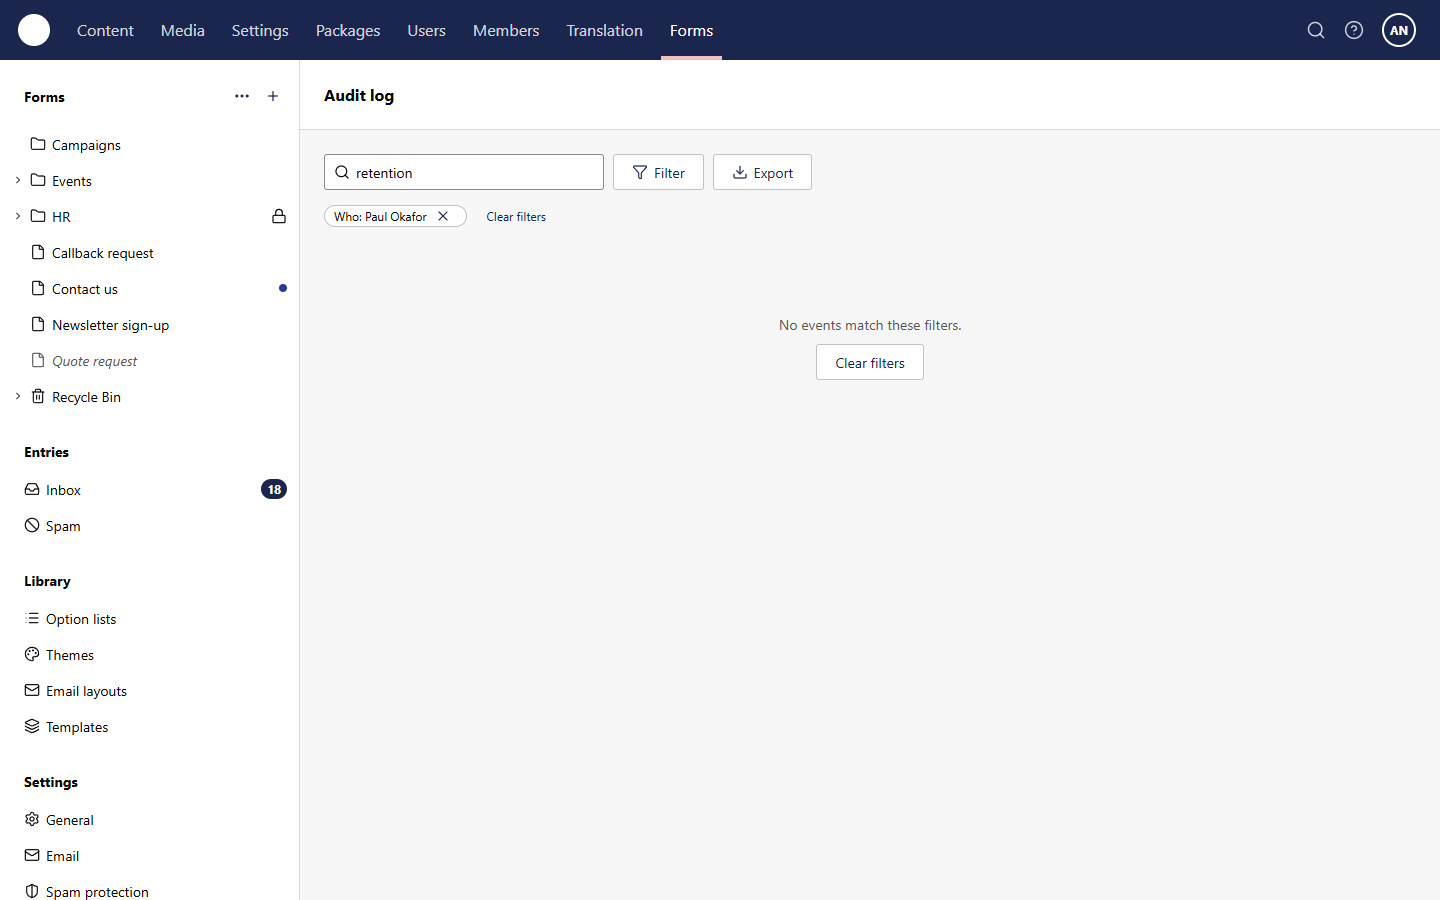 Content Media Settings Packages Users Members Translation Forms
AN
Forms
Campaigns
Events
HR
Callback request
Contact us
Newsletter sign-up
Quote request
Recycle Bin
Entries
Inbox 18
Spam
Library
Option lists
Themes
Email layouts
Templates
Settings
General
Email
Spam protection
Audit log
retention Filter Export
Who: Paul Okafor Clear filters
No events match these filters.
Clear filters